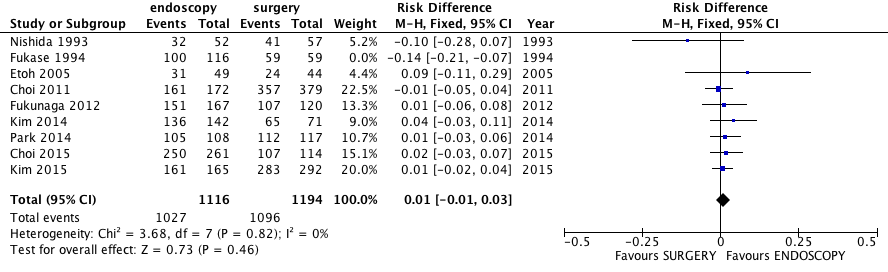 endoscopy surgery Risk Difference Risk Difference
Study or Subgroup Events Total Events Total Weight M-H, Fixed, 95% CI Year M-H, Fixed, 95% CI
Nishida 1993 32 52 41 57 5.2% -0.10 [-0.28, 0.07] 1993
Fukase 1994 100 116 59 59 0.0% -0.14 [-0.21, -0.07] 1994
Etoh 2005 31 49 24 44 4.4% 0.09 [-0.11, 0.29] 2005
Choi 2011 161 172 357 379 22.5% -0.01 [-0.05, 0.04] 2011
Fukunaga 2012 151 167 107 120 13.3% 0.01 [-0.06, 0.08] 2012
Kim 2014 136 142 65 71 9.0% 0.04 [-0.03, 0.11] 2014
Park 2014 105 108 112 117 10.7% 0.01 [-0.03, 0.06] 2014
Choi 2015 250 261 107 114 15.1% 0.02 [-0.03, 0.07] 2015
Kim 2015 161 165 283 292 20.0% 0.01 [-0.02, 0.04] 2015
Total (95% CI) 1116 1194 100.0% 0.01 [-0.01, 0.03]
Total events 1027 1096
Heterogeneity: Chi² = 3.68, df = 7 (P = 0.82); I² = 0%
Test for overall effect: Z = 0.73 (P = 0.46)
-0.5 -0.25 0 0.25 0.5
Favours SURGERY Favours ENDOSCOPY